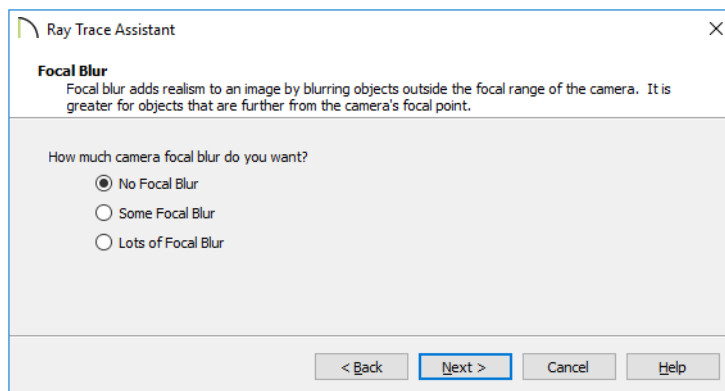 Ray Trace Assistant
Focal Blur
Focal blur adds realism to an image by blurring objects outside the focal range of the camera.  It is
greater for objects that are further from the camera's focal point.
How much camera focal blur do you want?
No Focal Blur
Some Focal Blur
Lots of Focal Blur
< Back
Next >
Cancel
Help